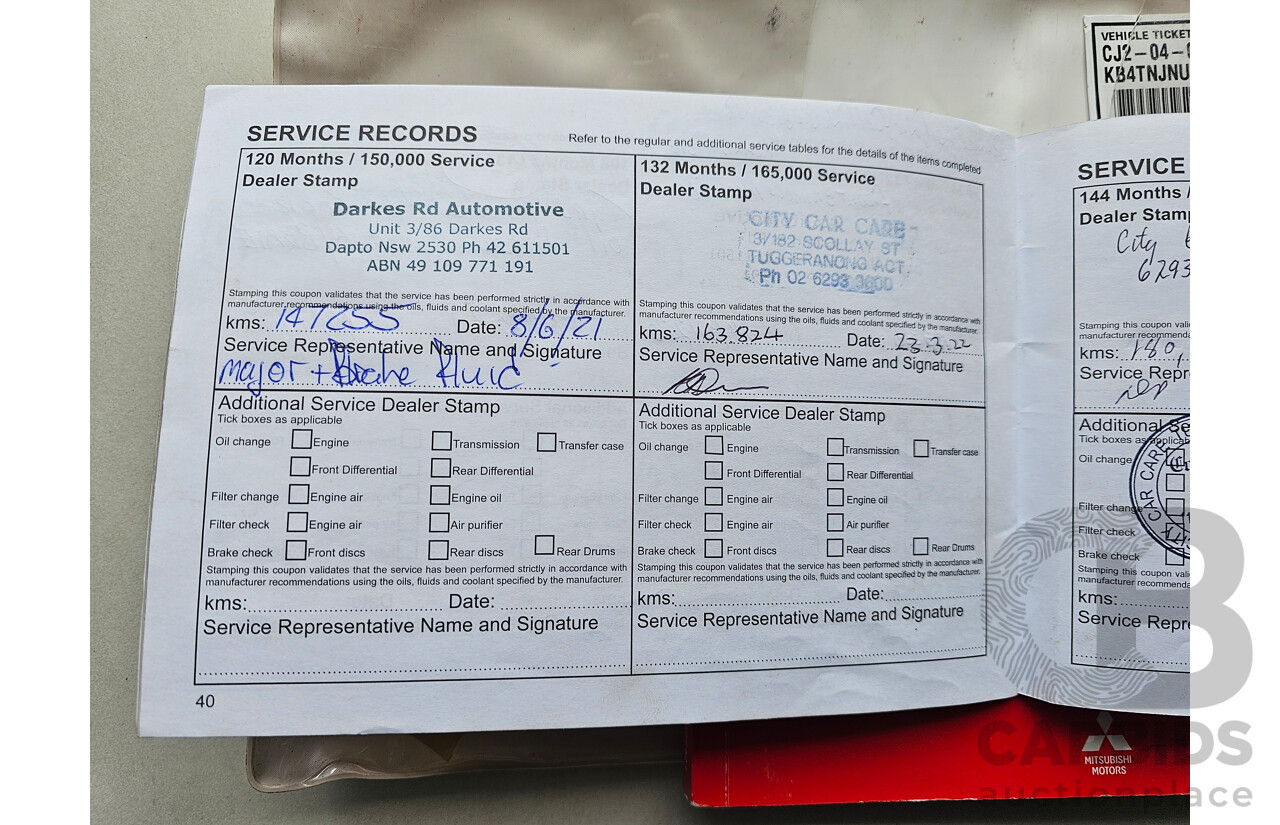 VEHICLE TICKET
CJ2-04-
KB4TNJNU
SERVICE RECORDS
Refer to the regular and additional service tables for the details of the items completed
120 Months / 150,000 Service
Dealer Stamp
Darkes Rd Automotive
Unit 3/86 Darkes Rd
Dapto Nsw 2530 Ph 42 611501
ABN 49 109 771 191
Stamping this coupon validates that the service has been performed strictly in accordance with
manufacturer recommendations using the oils, fluids and coolant specified by the manufacturer.
kms: 147255 Date: 8/6/21
Service Representative Name and Signature
major + Brake Fluid
Additional Service Dealer Stamp
Tick boxes as applicable
Oil change Engine Transmission Transfer case
Front Differential Rear Differential
Filter change Engine air Engine oil
Filter check Engine air Air purifier
Brake check Front discs Rear discs Rear Drums
Stamping this coupon validates that the service has been performed strictly in accordance with
manufacturer recommendations using the oils, fluids and coolant specified by the manufacturer.
kms: Date:
Service Representative Name and Signature
40
132 Months / 165,000 Service
Dealer Stamp
CITY CAR CARE
3/182 SCOLLAY ST
TUGGERANONG ACT
Ph 02 6293 3000
Stamping this coupon validates that the service has been performed strictly in accordance with
manufacturer recommendations using the oils, fluids and coolant specified by the manufacturer.
kms: 163.824 Date: 23.3.22
Service Representative Name and Signature
Additional Service Dealer Stamp
Tick boxes as applicable
Oil change Engine Transmission Transfer case
Front Differential Rear Differential
Filter change Engine air Engine oil
Filter check Engine air Air purifier
Brake check Front discs Rear discs Rear Drums
Stamping this coupon validates that the service has been performed strictly in accordance with
manufacturer recommendations using the oils, fluids and coolant specified by the manufacturer.
kms: Date:
Service Representative Name and Signature
SERVICE
144 Months /
Dealer Stamp
City
6293
Stamping this coupon vali
manufacturer recommenda
kms: 180,
Service Repr
Additional Se
Tick boxes as applicab
Oil change
CAR CARE
Filter change
Filter check
Brake check
Stamping this coupon vali
manufacturer recommenda
kms:
Service Repr
MITSUBISHI
MOTORS
CB
CARBIDS
auctionplace